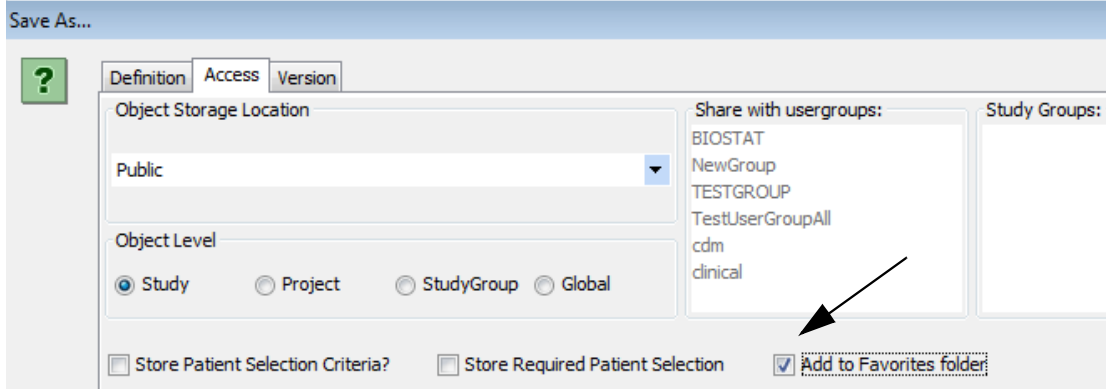 Save As...
?
Definition Access Version
Object Storage Location
Public
Object Level
Study Project StudyGroup Global
Share with usergroups:
BIOSTAT
NewGroup
TESTGROUP
TestUserGroupAll
cdm
clinical
Study Groups:
Store Patient Selection Criteria? Store Required Patient Selection Add to Favorites folder